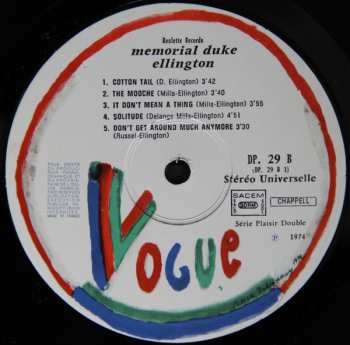 Roulette Records
memorial duke
ellington
1. COTTON TAIL (D. Ellington) 3'42
2. THE MOOCHE (Mills-Ellington) 3'40
3. IT DON'T MEAN A THING (Mills-Ellington) 3'55
4. SOLITUDE (Delange Mills-Ellington) 4'51
5. DON'T GET AROUND MUCH ANYMORE 3'30
(Russel-Ellington)
DP. 29 B
(DP. 29 B 1)
Stéréo Universelle
SACEM
CHAPPELL
Série Plaisir Double
℗ 1974
MADE IN FRANCE
VOGUE